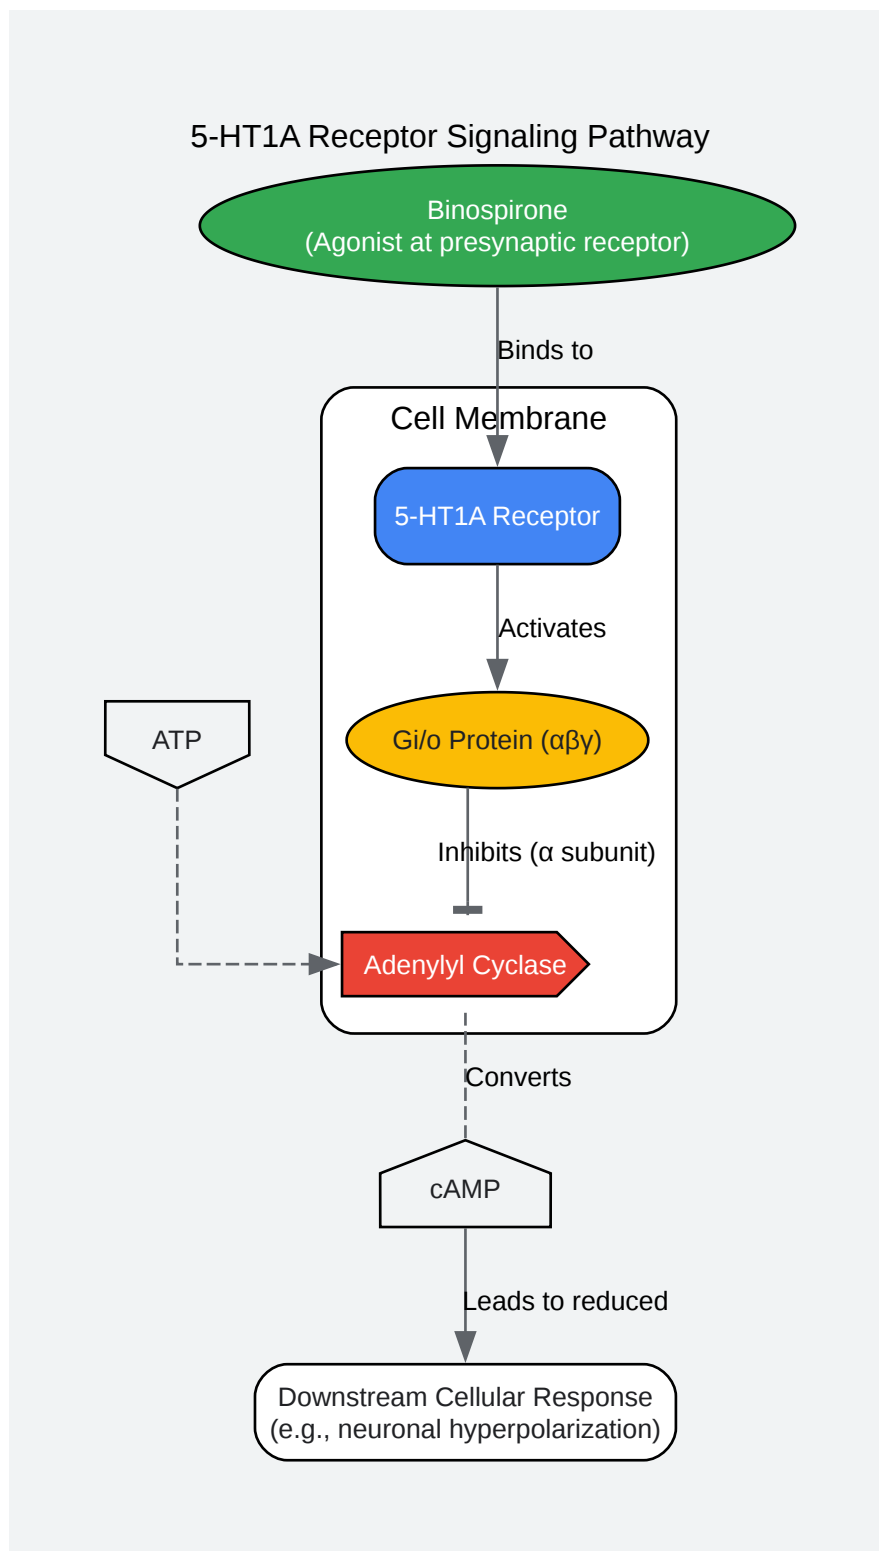 5-HT1A Receptor Signaling Pathway
Binospirone
(Agonist at presynaptic receptor)
Binds to
Cell Membrane
5-HT1A Receptor
Activates
ATP
Gi/o Protein (αβγ)
Inhibits (α subunit)
Adenylyl Cyclase
Converts
cAMP
Leads to reduced
Downstream Cellular Response
(e.g., neuronal hyperpolarization)